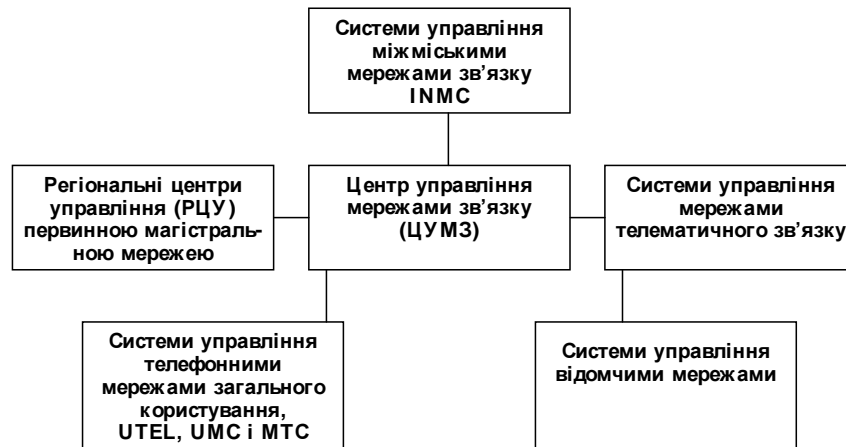 Системи управління
міжміськими
мережами зв’язку
INMC
Регіональні центри
управління (РЦУ)
первинною магістраль-
ною мережею
Центр управління
мережами зв’язку
(ЦУМЗ)
Системи управління
мережами
телематичного зв’язку
Системи управління
телефонними
мережами загального
користування,
UTEL, UMC і МТС
Системи управління
відомчими мережами